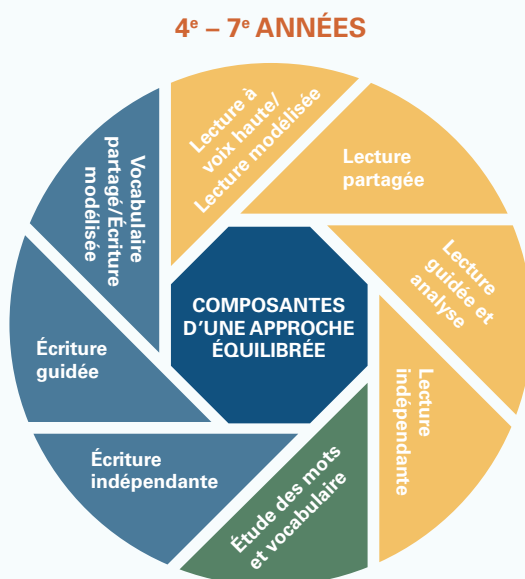 4e – 7e ANNÉES
Lecture à
voix haute/
Lecture modélisée
Lecture
partagée
Lecture
guidée et
analyse
Lecture
indépendante
Étude des mots
et vocabulaire
Écriture
indépendante
Écriture
guidée
Vocabulaire
partagé/Écriture
modélisée
COMPOSANTES
D'UNE APPROCHE
ÉQUILIBRÉE